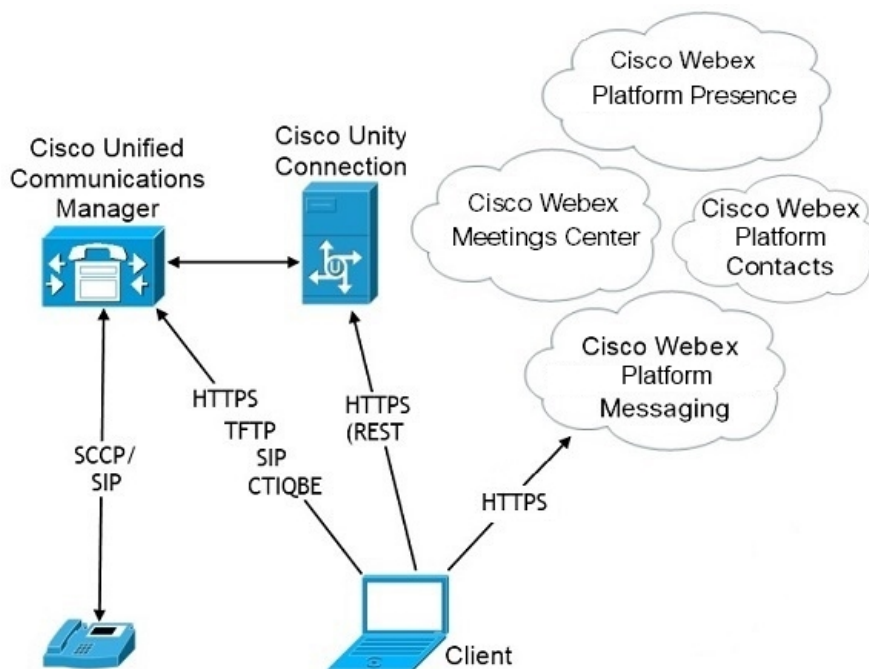 Cisco Webex
Platform Presence
Cisco Unified
Communications
Manager
Cisco Unity
Connection
Cisco Webex
Meetings Center
Cisco Webex
Platform
Contacts
U
Cisco Webex
Platform
Messaging
HTTPS
TFTP
SIP
CTIQBE
HTTPS
(REST
SCCP/
SIP
HTTPS
Client